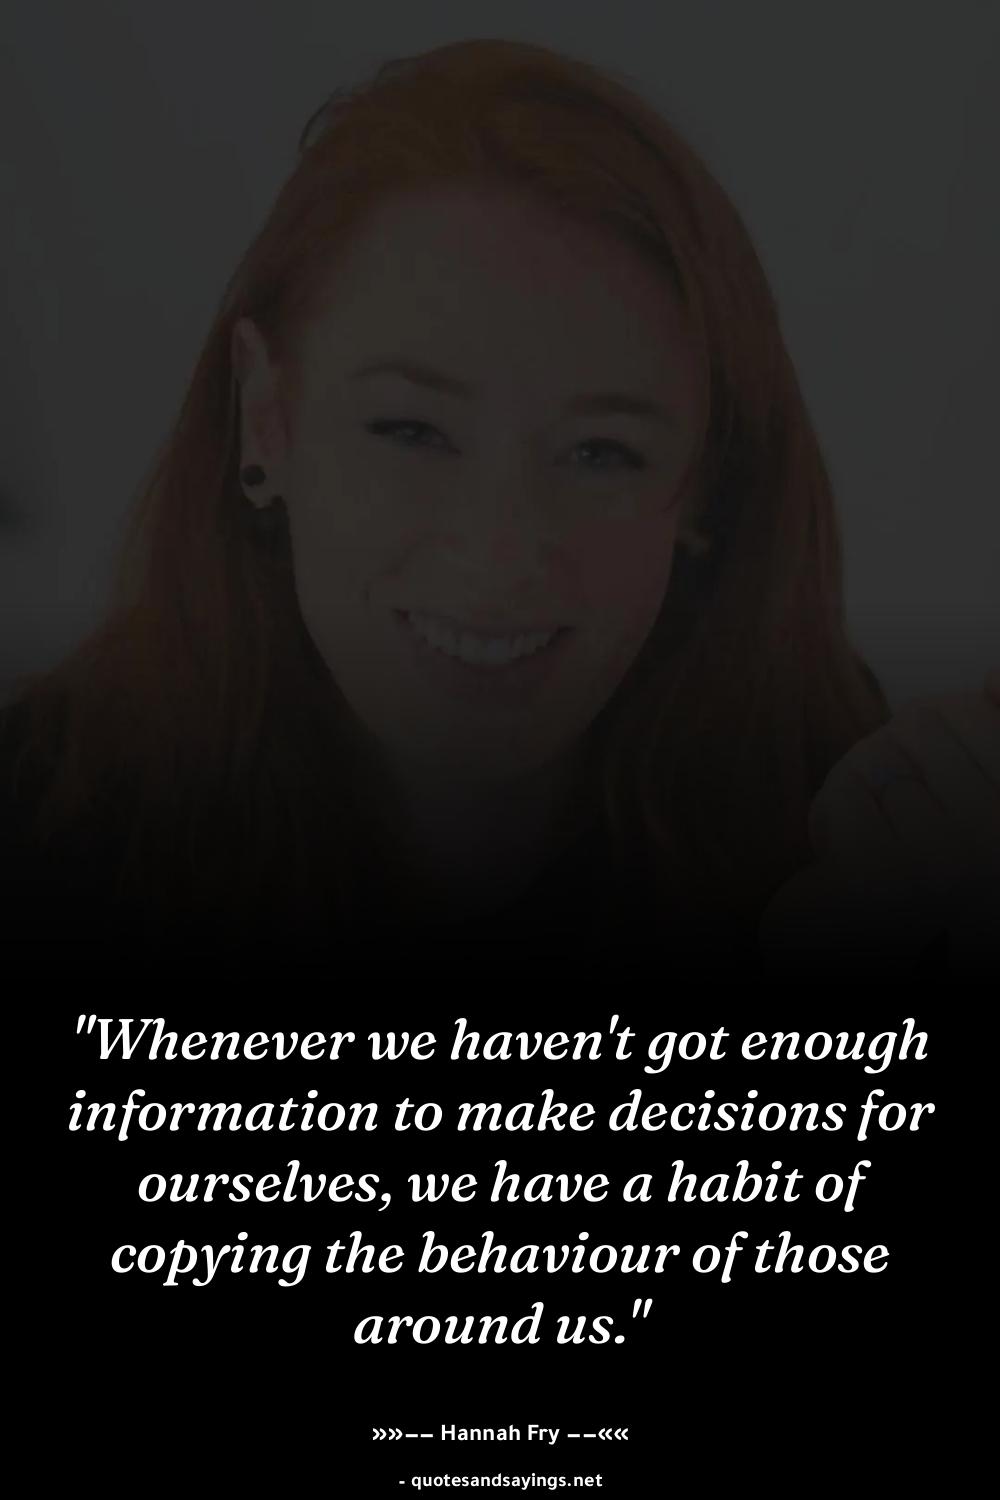 "Whenever we haven't got enough
information to make decisions for
ourselves, we have a habit of
copying the behaviour of those
around us."
»»−− Hannah Fry −−««
- quotesandsayings.net